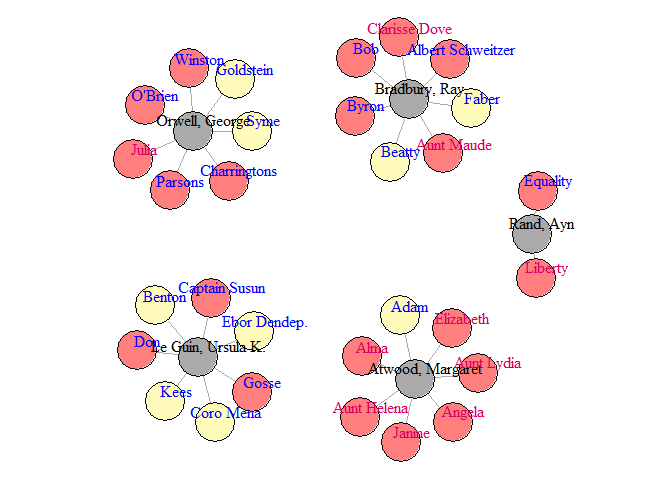 Clarisse Dove
Bob
Albert Schweitzer
Winston
Goldstein
Bradbury, Ray
O'Brien
Byron
Faber
Orwell, George
Syme
Aunt Maude
Julia
Beatty
Charringtons
Parsons
Equality
Rand, Ayn
Liberty
Captain Susun
Benton
Adam
Ebor Dendep.
Elizabeth
Don
Le Guin, Ursula K.
Alma
Aunt Lydia
Atwood, Margaret
Gosse
Kees
Aunt Helena
Angela
Coro Mena
Janine